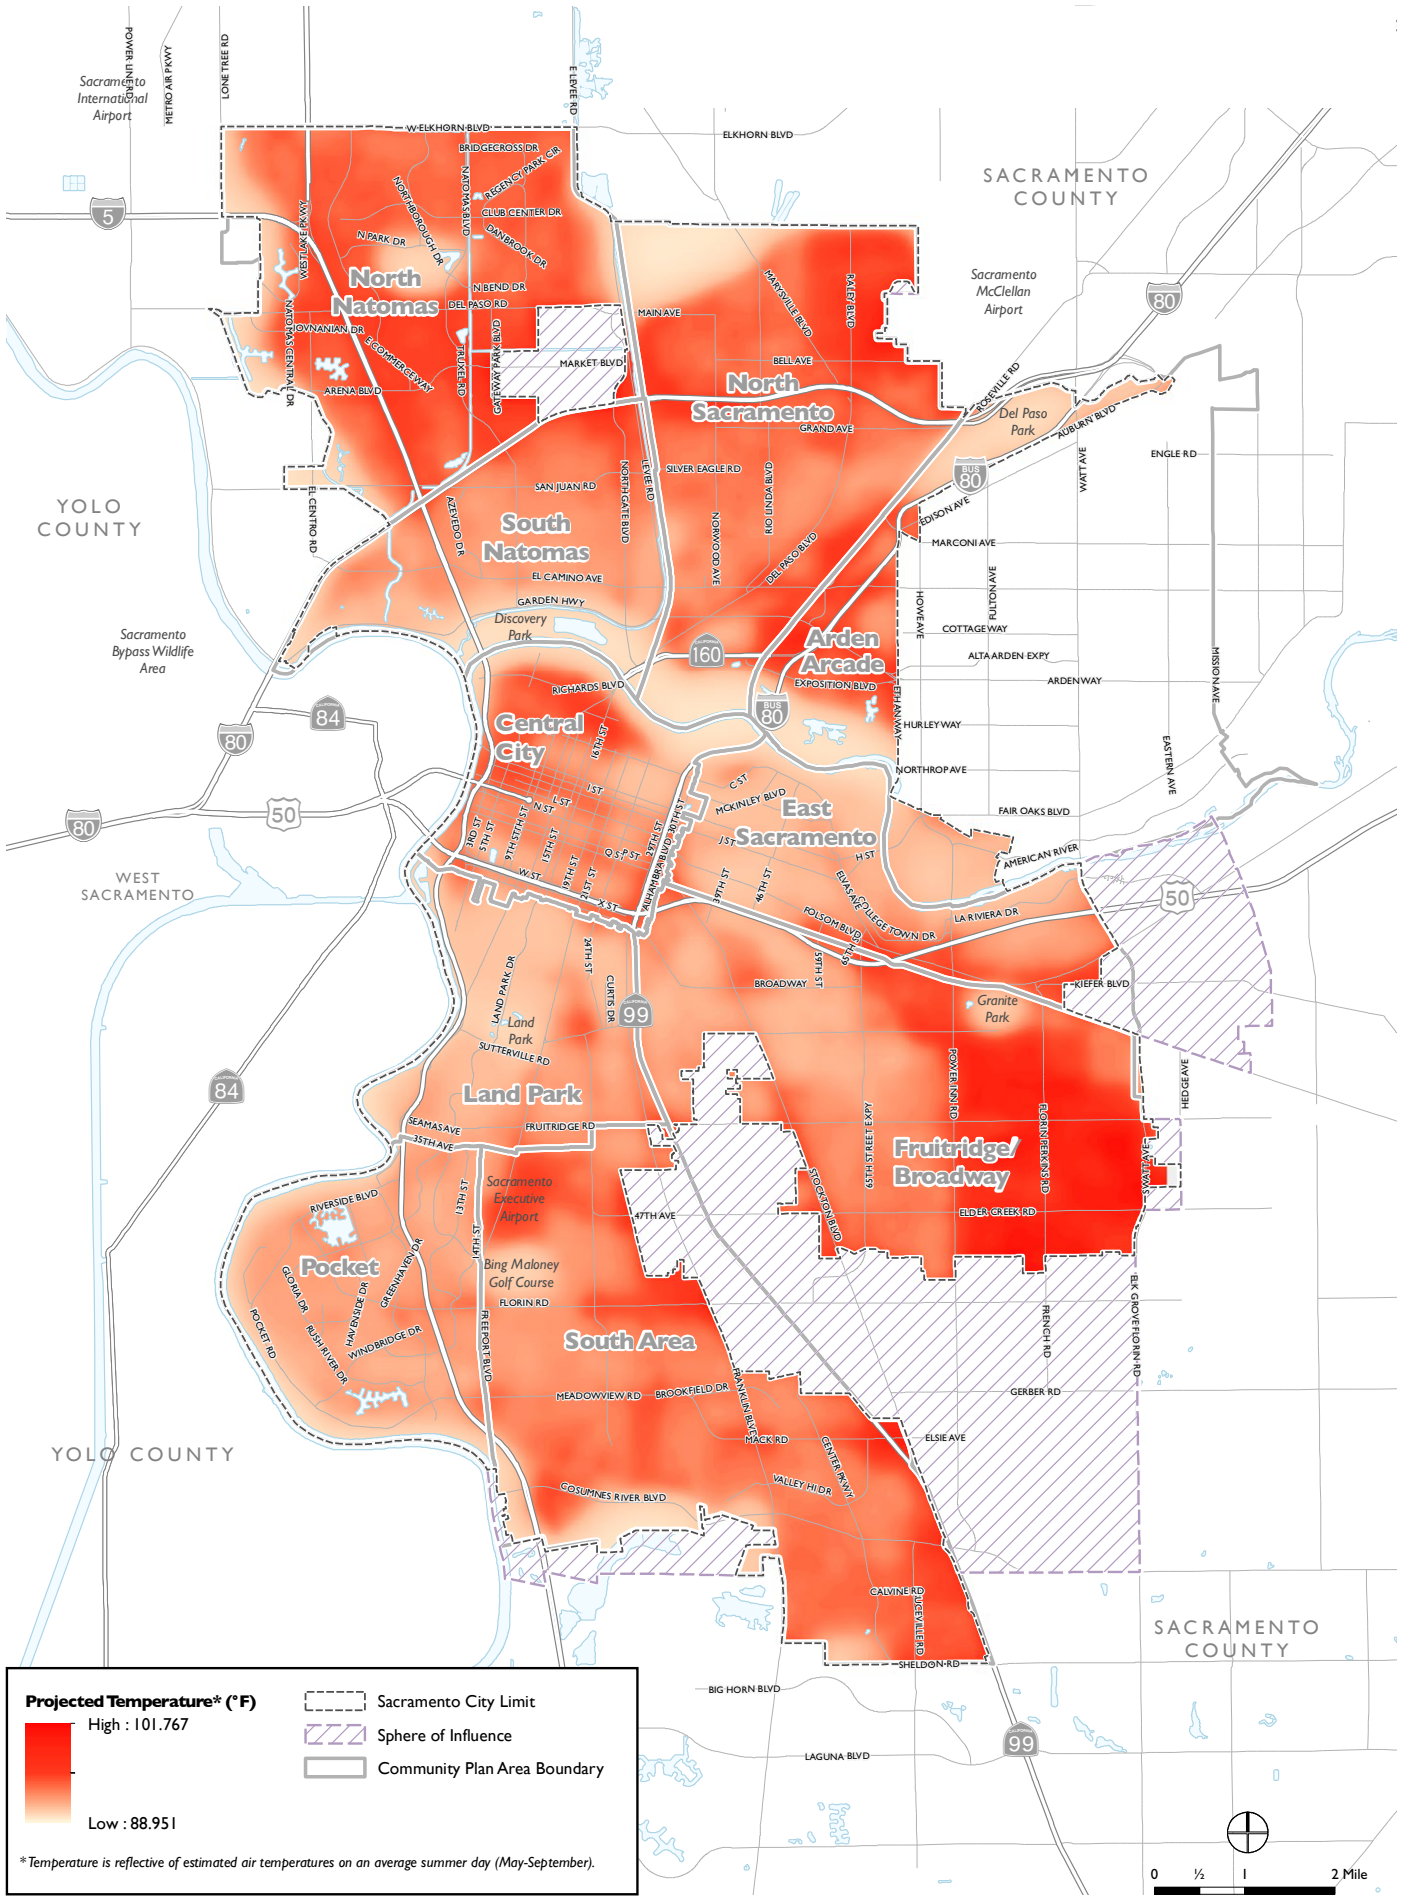 POWER LINE RD
METRO AIR PKWY
LONE TREE RD
E LEVEE RD
Sacramento
International
Airport
W ELKHORN BLVD
ELKHORN BLVD
BRIDGECROSS DR
REGENCY PARK CIR
NATOMAS BLVD
NORTHBOROUGH DR
CLUB CENTER DR
DANBROOK DR
N PARK DR
WESTLAKE PKWY
5
SACRAMENTO
COUNTY
Sacramento
McClellan
Airport
80
North
Natomas
N BEND DR
DEL PASO RD
MAIN AVE
MARYSVILLE BLVD
RALEY BLVD
NATOMAS CENTRAL DR
HOVNANIAN DR
E COMMERCE WAY
TRUXEL RD
GATEWAY PARK BLVD
MARKET BLVD
BELL AVE
ARENA BLVD
North
Sacramento
GRAND AVE
ROSEVILLE RD
Del Paso
Park
AUBURN BLVD
WATT AVE
ENGLE RD
BUS
80
YOLO
COUNTY
EL CENTRO RD
AZEVEDO DR
SAN JUAN RD
NORTHGATE BLVD
LEVEE RD
SILVER EAGLE RD
NORWOOD AVE
RIO LINDA BLVD
EDISON AVE
MARCONI AVE
South
Natomas
DEL PASO BLVD
EL CAMINO AVE
GARDEN HWY
Discovery
Park
HOWE AVE
FULTON AVE
COTTAGE WAY
ALTA ARDEN EXPY
ARDEN WAY
MISSION AVE
Sacramento
Bypass Wildlife
Area
CALIFORNIA
160
Arden
Arcade
RICHARDS BLVD
EXPOSITION BLVD
ETHAN WAY
HURLEY WAY
BUS
80
CALIFORNIA
84
80
Central
City
16TH ST
NORTHROP AVE
EASTERN AVE
FAIR OAKS BLVD
80
50
I ST
L ST
N ST
C ST
MCKINLEY BLVD
East
Sacramento
J ST
H ST
3RD ST
5TH ST
9TH ST
7TH ST
15TH ST
19TH ST
21ST ST
Q ST
P ST
29TH ST
30TH ST
ALHAMBRA BLVD
W ST
X ST
39TH ST
46TH ST
ELVAS AVE
COLLEGE TOWN DR
AMERICAN RIVER
LA RIVIERA DR
50
WEST
SACRAMENTO
FOLSOM BLVD
65TH ST
59TH ST
BROADWAY
KIEFER BLVD
Granite
Park
24TH ST
CURTIS DR
LAND PARK DR
CALIFORNIA
99
Land
Park
SUTTERVILLE RD
Land Park
CALIFORNIA
84
SEAMAS AVE
35TH AVE
FRUITRIDGE RD
65TH STREET EXPY
POWER INN RD
FLORIN PERKINS RD
HEDGE AVE
S WATT AVE
Fruitridge/
Broadway
STOCKTON BLVD
ELDER CREEK RD
47TH AVE
13TH ST
24TH ST
Sacramento
Executive
Airport
RIVERSIDE BLVD
Pocket
GLORIA DR
GREENHAVEN DR
HAVENSIDE DR
RUSH RIVER DR
WINDBRIDGE DR
POCKET RD
Bing Maloney
Golf Course
FLORIN RD
FREEPORT BLVD
South Area
FRENCH RD
ELK GROVE FLORIN RD
GERBER RD
MEADOWVIEW RD
BROOKFIELD DR
FRANKLIN BLVD
MACK RD
CENTER PKWY
ELSIE AVE
VALLEY HI DR
COSUMNES RIVER BLVD
YOLO COUNTY
CALVINE RD
BRUCEVILLE RD
SHELDON RD
SACRAMENTO
COUNTY
BIG HORN BLVD
LAGUNA BLVD
CALIFORNIA
99
Projected Temperature* (°F)
High : 101.767
Low : 88.951
Sacramento City Limit
Sphere of Influence
Community Plan Area Boundary
* Temperature is reflective of estimated air temperatures on an average summer day (May-September).
0 ½ 1 2 Mile